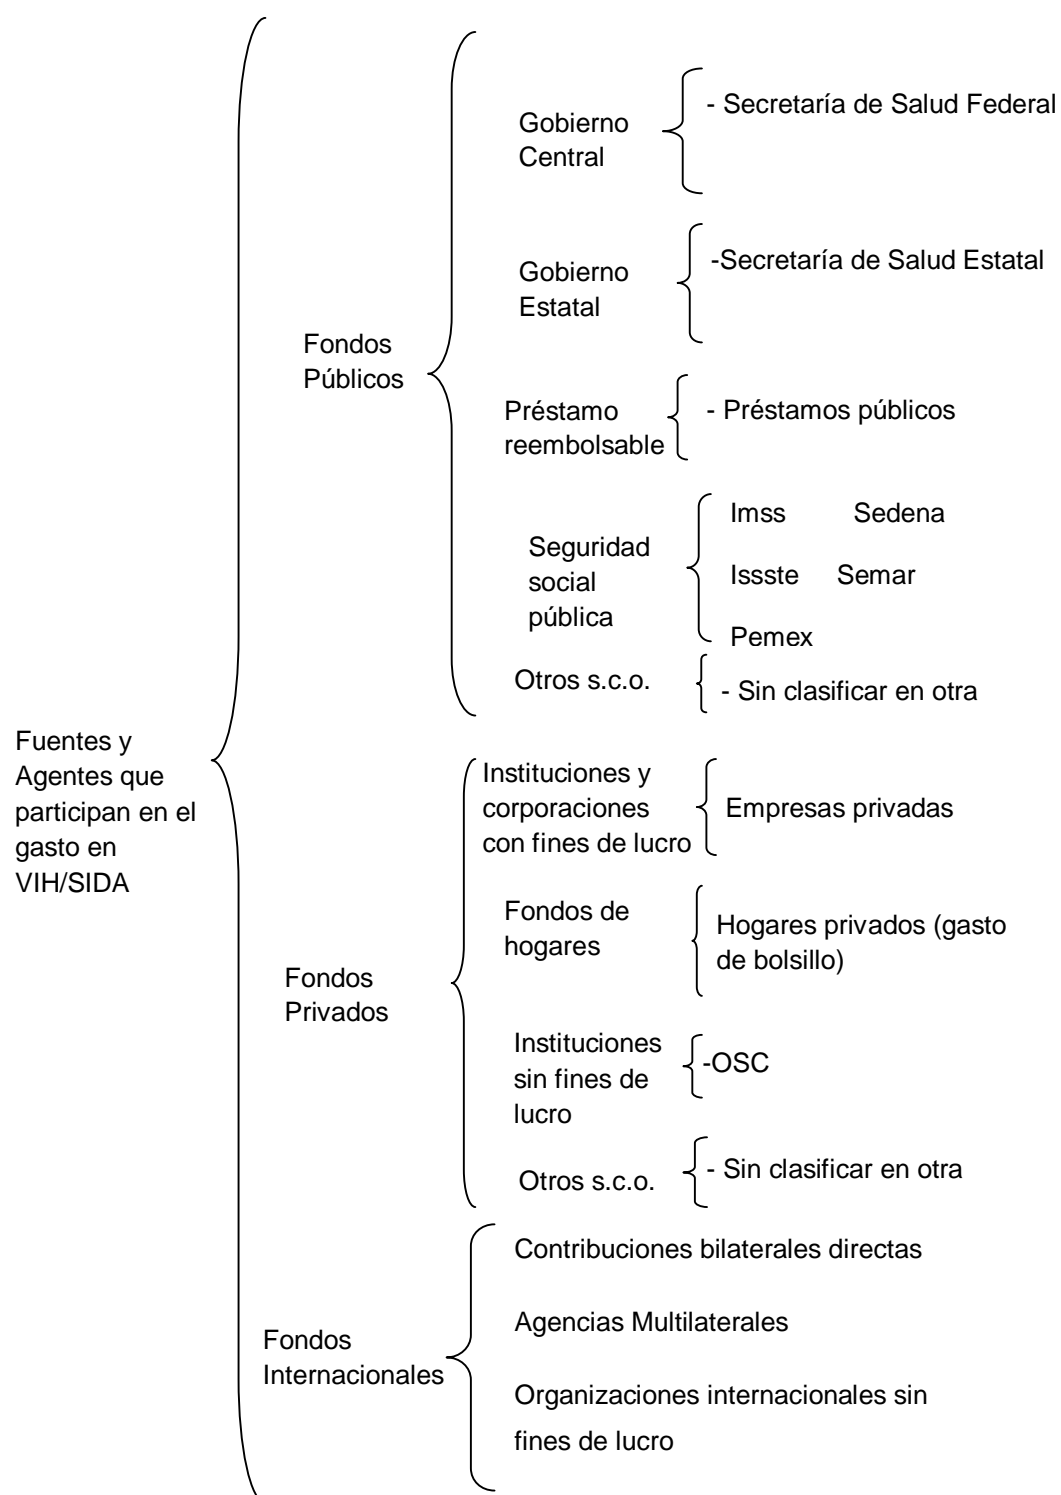 Fuentes y
Agentes que
participan en el
gasto en
VIH/SIDA
Fondos
Públicos
Gobierno
Central
- Secretaría de Salud Federal
Gobierno
Estatal
-Secretaría de Salud Estatal
Préstamo
reembolsable
- Préstamos públicos
Seguridad
social
pública
Imss Sedena
Issste Semar
Pemex
Otros s.c.o.
- Sin clasificar en otra
Fondos
Privados
Instituciones y
corporaciones
con fines de lucro
Empresas privadas
Fondos de
hogares
Hogares privados (gasto
de bolsillo)
Instituciones
sin fines de
lucro
-OSC
Otros s.c.o.
- Sin clasificar en otra
Fondos
Internacionales
Contribuciones bilaterales directas
Agencias Multilaterales
Organizaciones internacionales sin
fines de lucro